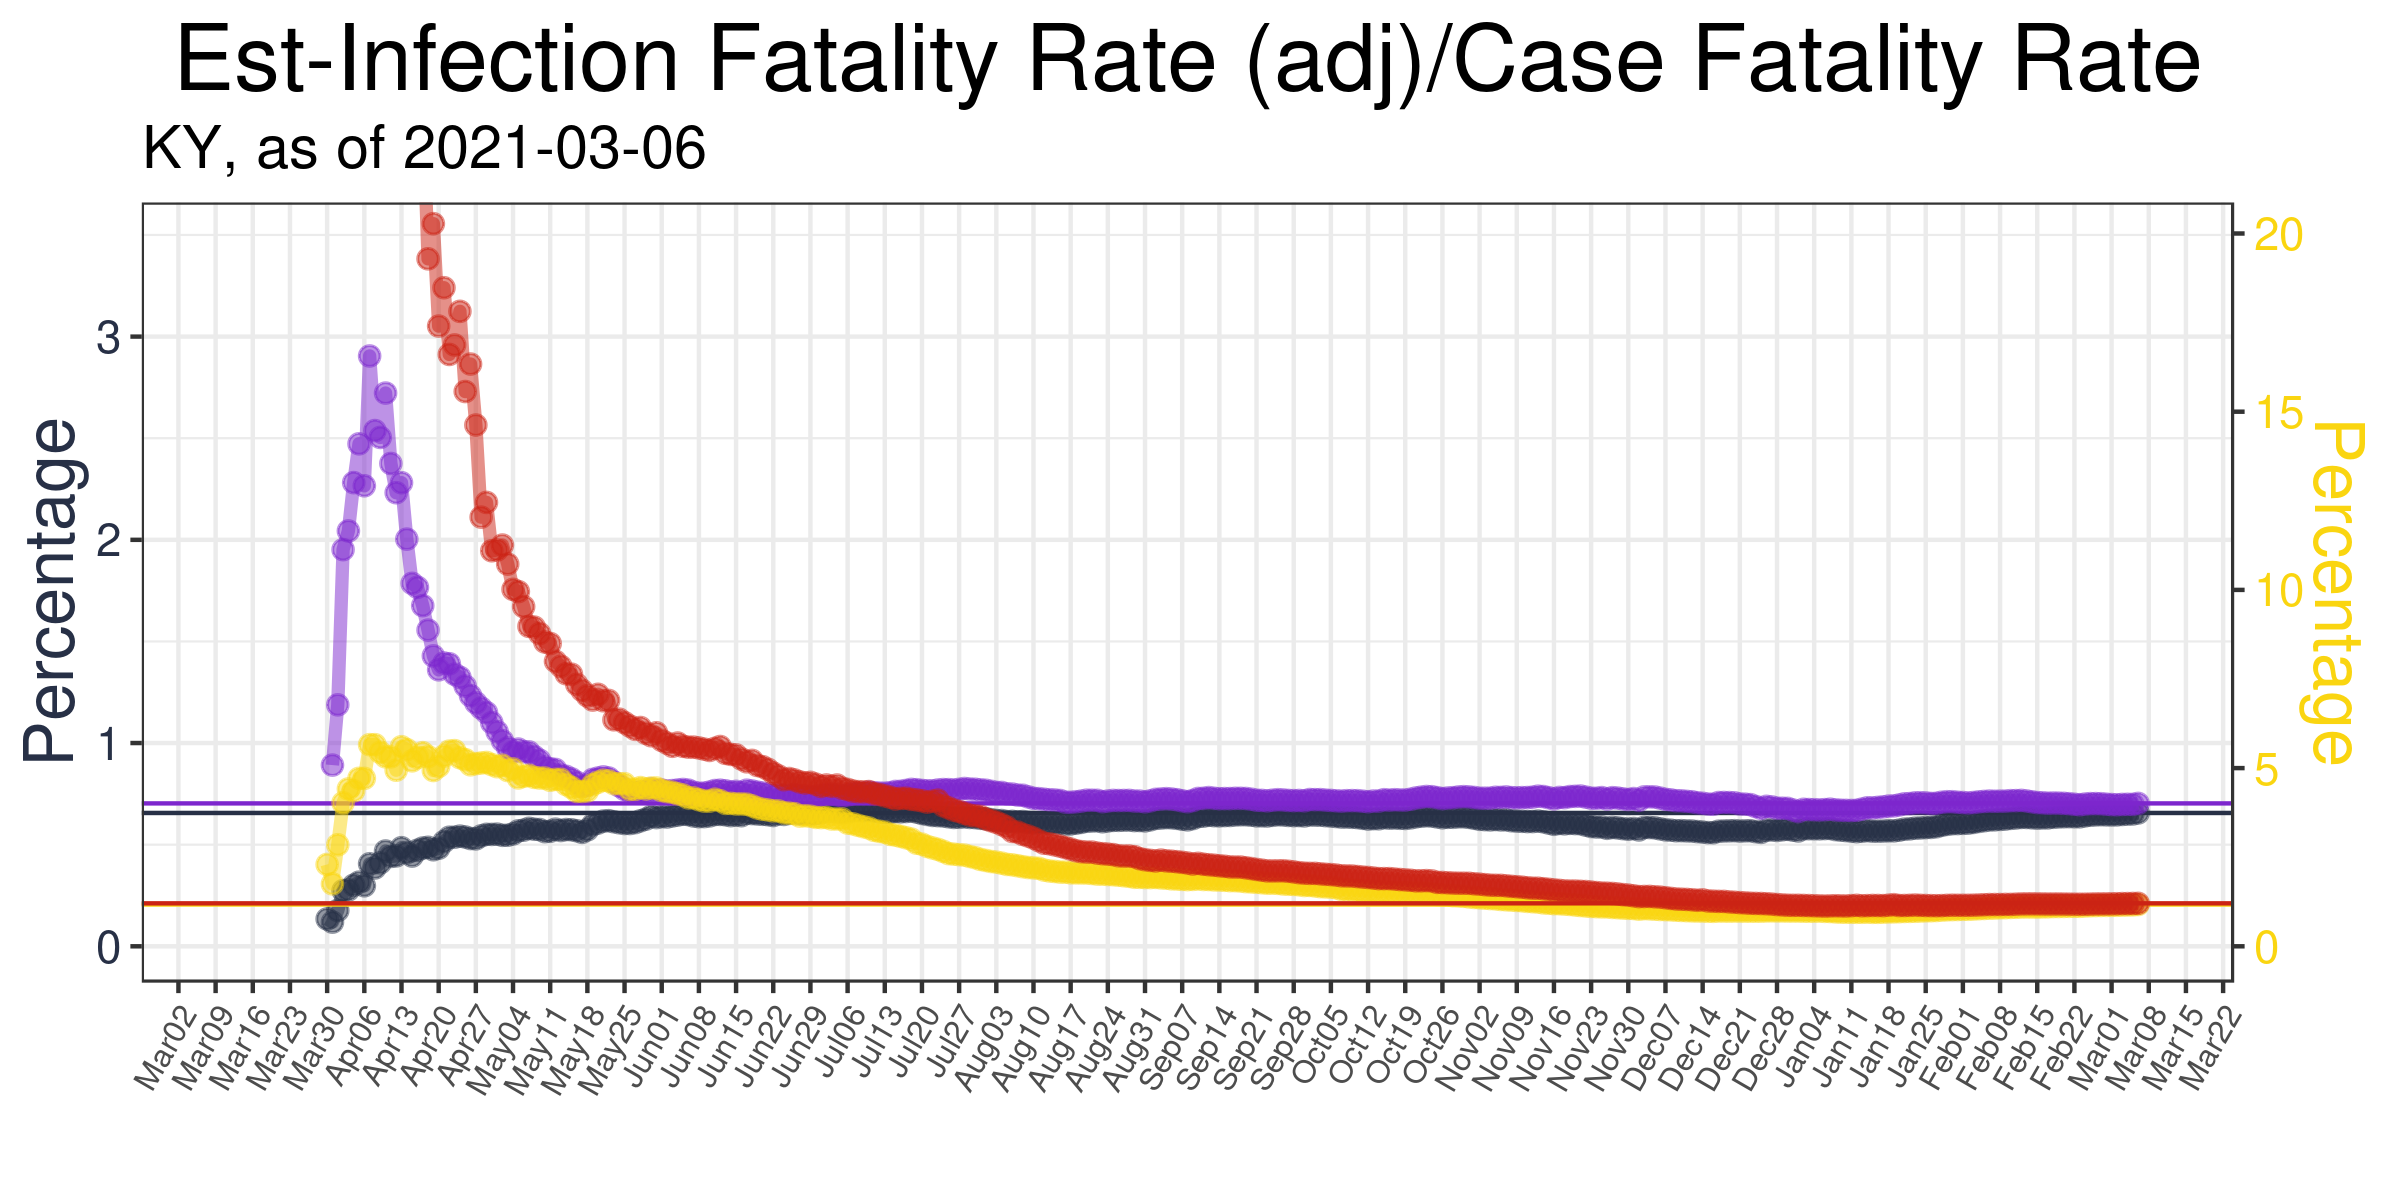 Est-Infection Fatality Rate (adj)/Case Fatality Rate
KY, as of 2021-03-06
Percentage
3
2
1
0
20
15
10
5
0
Percentage
Mar02
Mar09
Mar16
Mar23
Mar30
Apr06
Apr13
Apr20
Apr27
May04
May11
May18
May25
Jun01
Jun08
Jun15
Jun22
Jun29
Jul06
Jul13
Jul20
Jul27
Aug03
Aug10
Aug17
Aug24
Aug31
Sep07
Sep14
Sep21
Sep28
Oct05
Oct12
Oct19
Oct26
Nov02
Nov09
Nov16
Nov23
Nov30
Dec07
Dec14
Dec21
Dec28
Dec24
Jan04
Jan11
Jan18
Jan25
Feb01
Feb08
Feb15
Feb22
Mar01
Mar08
Mar15
Mar22